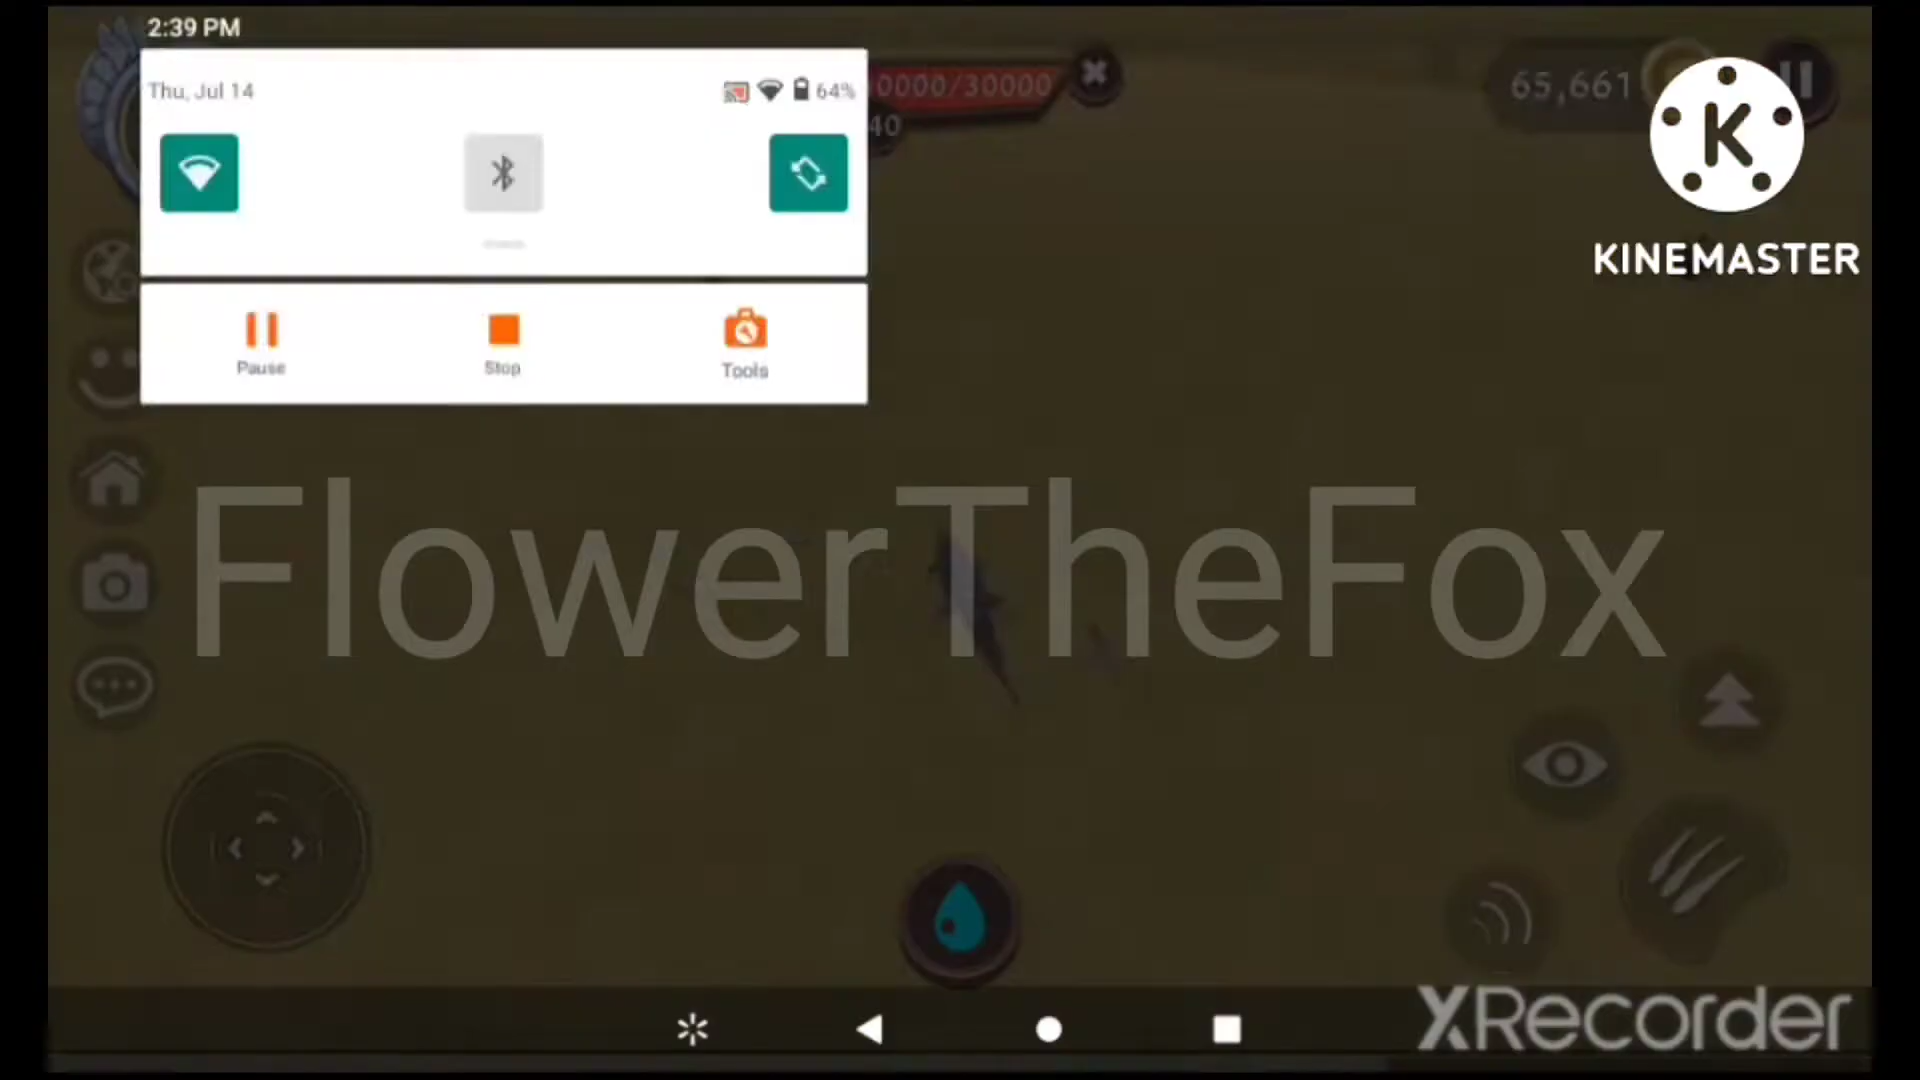 2:39 PM
Thu, Jul 14
64%
0000/30000
40
65,661
K
KINEMASTER
Pause
Stop
Tools
FlowerTheFox
XRecorder